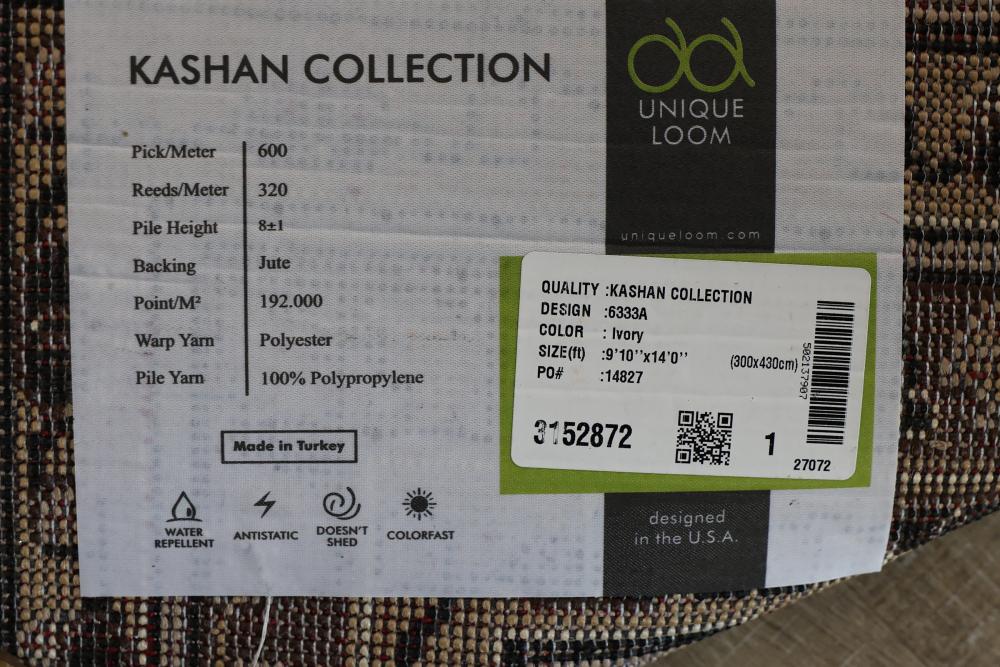 KASHAN COLLECTION
Pick/Meter 600
Reeds/Meter 320
Pile Height 8±1
Backing Jute
Point/M² 192.000
Warp Yarn Polyester
Pile Yarn 100% Polypropylene
Made in Turkey
WATER REPELLENT
ANTISTATIC
DOESN'T SHED
COLORFAST
UNIQUE
LOOM
uniqueloom.com
QUALITY :KASHAN COLLECTION
DESIGN :6333A
COLOR : Ivory
SIZE(ft) :9'10''x14'0'' (300x430cm)
PO# :14827
3152872
1
502137907
27072
designed
in the U.S.A.